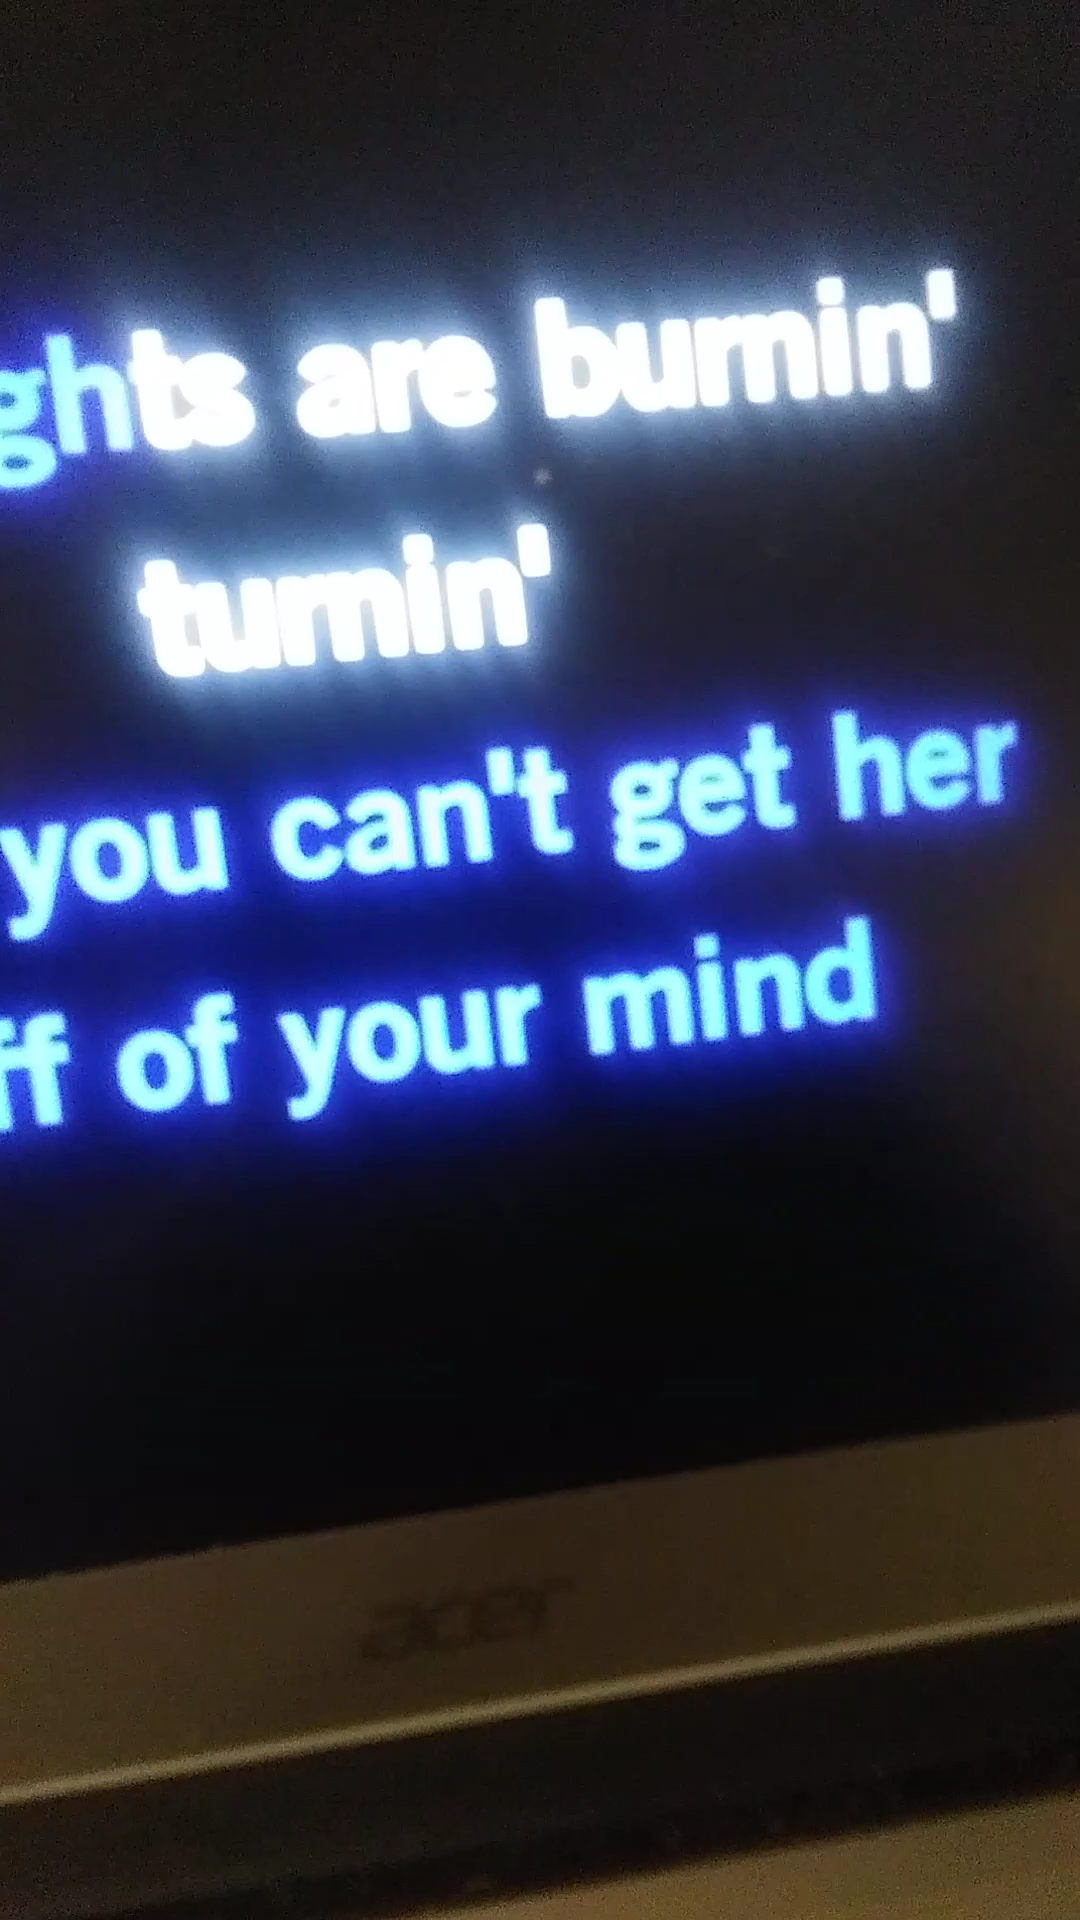 ghts are burnin'
turnin'
you can't get her
ff of your mind
acer